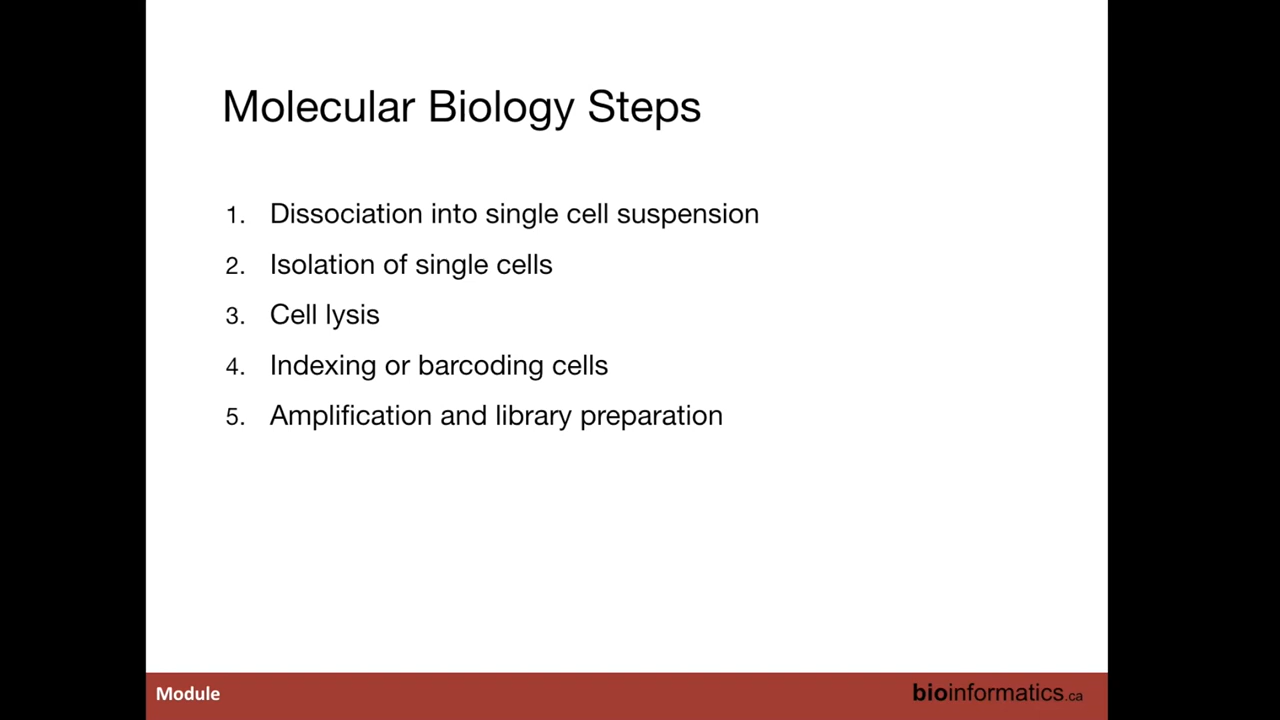 Molecular Biology Steps
1. Dissociation into single cell suspension
2. Isolation of single cells
3. Cell lysis
4. Indexing or barcoding cells
5. Amplification and library preparation
Module
bioinformatics.ca